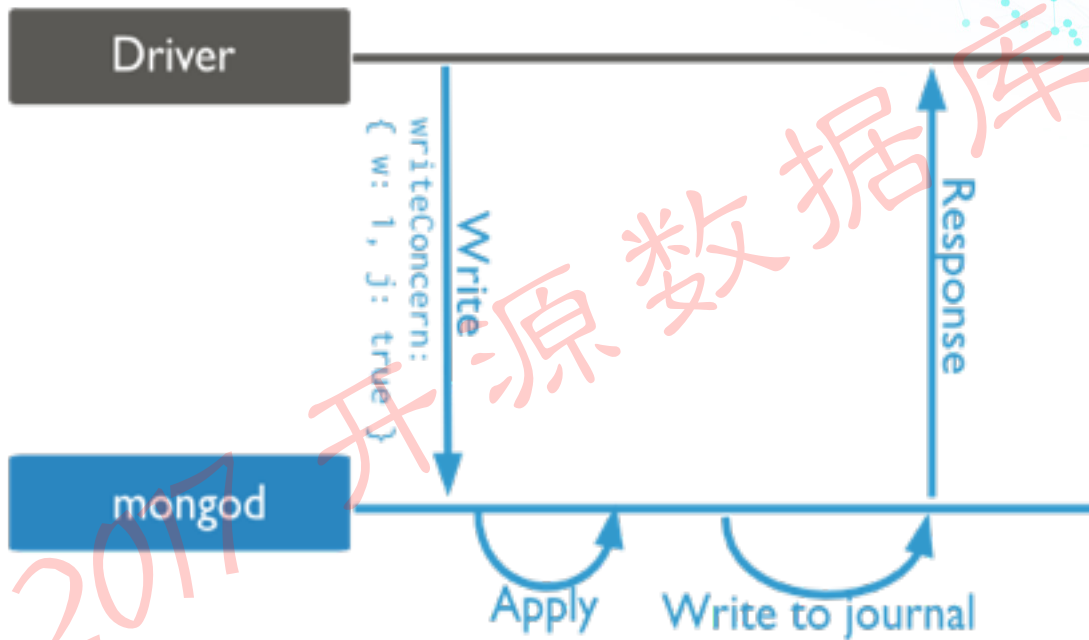 Driver
writeConcern:
{ w: 1, j: true }
Write
Response
mongod
Apply
Write to journal
2017 开源数据库